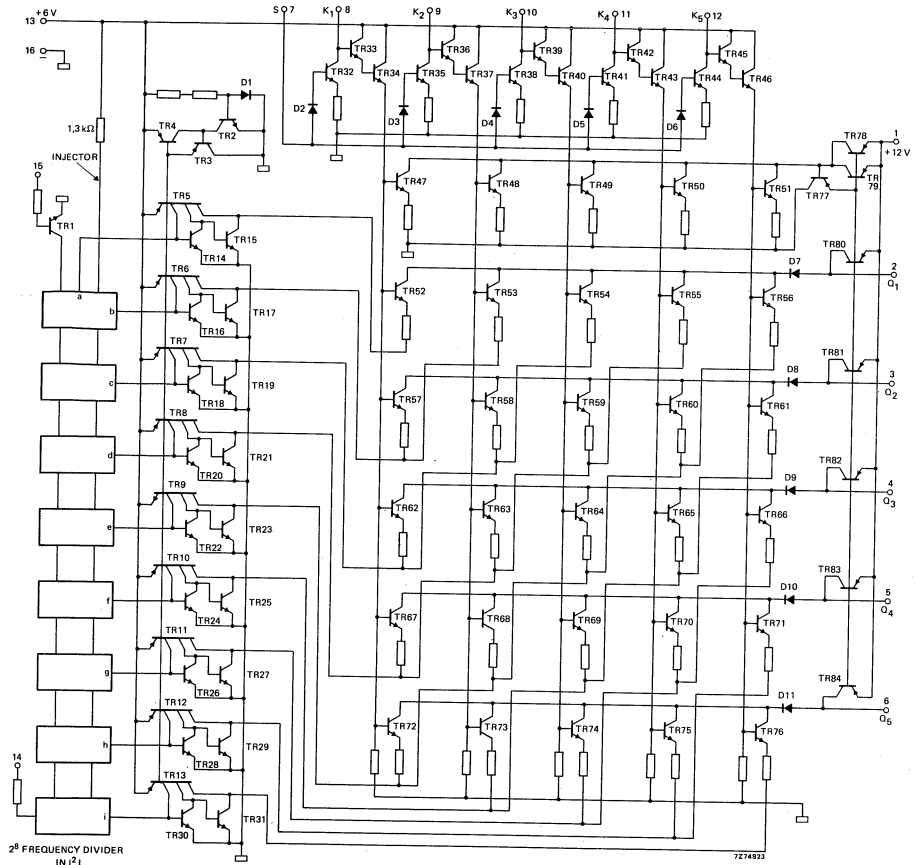 13 +6 V
16
S 7
K1 8
K2 9
K3 10
K4 11
K5 12
TR33
TR36
TR39
TR42
TR45
TR32
TR34
TR35
TR37
TR38
TR40
TR41
TR43
TR44
TR46
D1
D2
D3
D4
D5
D6
TR4
TR2
TR3
1,3 kΩ
INJECTOR
15
TR1
TR78
1
+12 V
TR79
TR77
TR47
TR48
TR49
TR50
TR51
TR5
TR15
TR14
TR80
D7
2
Q1
a
TR6
TR52
TR53
TR54
TR55
TR56
b
TR17
TR16
TR7
TR81
D8
3
Q2
c
TR19
TR18
TR57
TR58
TR59
TR60
TR61
TR8
d
TR21
TR20
TR82
D9
4
Q3
TR9
TR62
TR63
TR64
TR65
TR66
e
TR23
TR22
TR10
TR83
D10
5
Q4
f
TR25
TR24
TR67
TR68
TR69
TR70
TR71
TR11
g
TR27
TR26
TR84
D11
6
Q5
TR12
TR72
TR73
TR74
TR75
TR76
h
TR29
TR28
14
TR13
i
TR31
TR30
2⁸ FREQUENCY DIVIDER
IN I²L
7Z74823